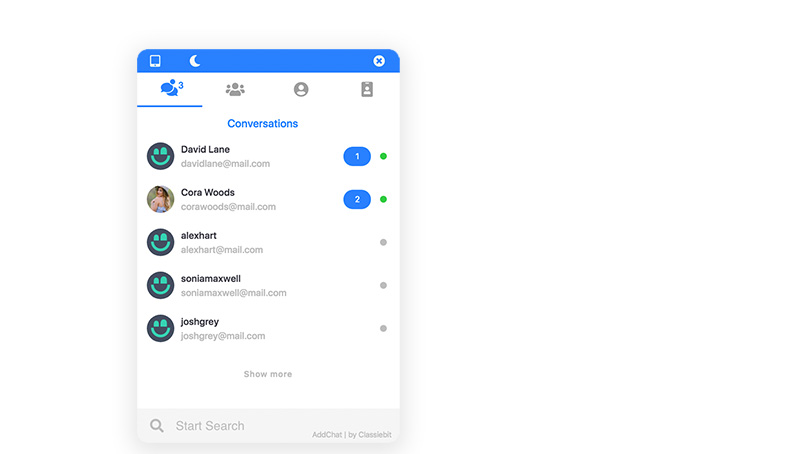 3
Conversations
David Lane
davidlane@mail.com
1
Cora Woods
corawoods@mail.com
2
alexhart
alexhart@mail.com
soniamaxwell
soniamaxwell@mail.com
joshgrey
joshgrey@mail.com
Show more
Start Search
AddChat | by Classiebit